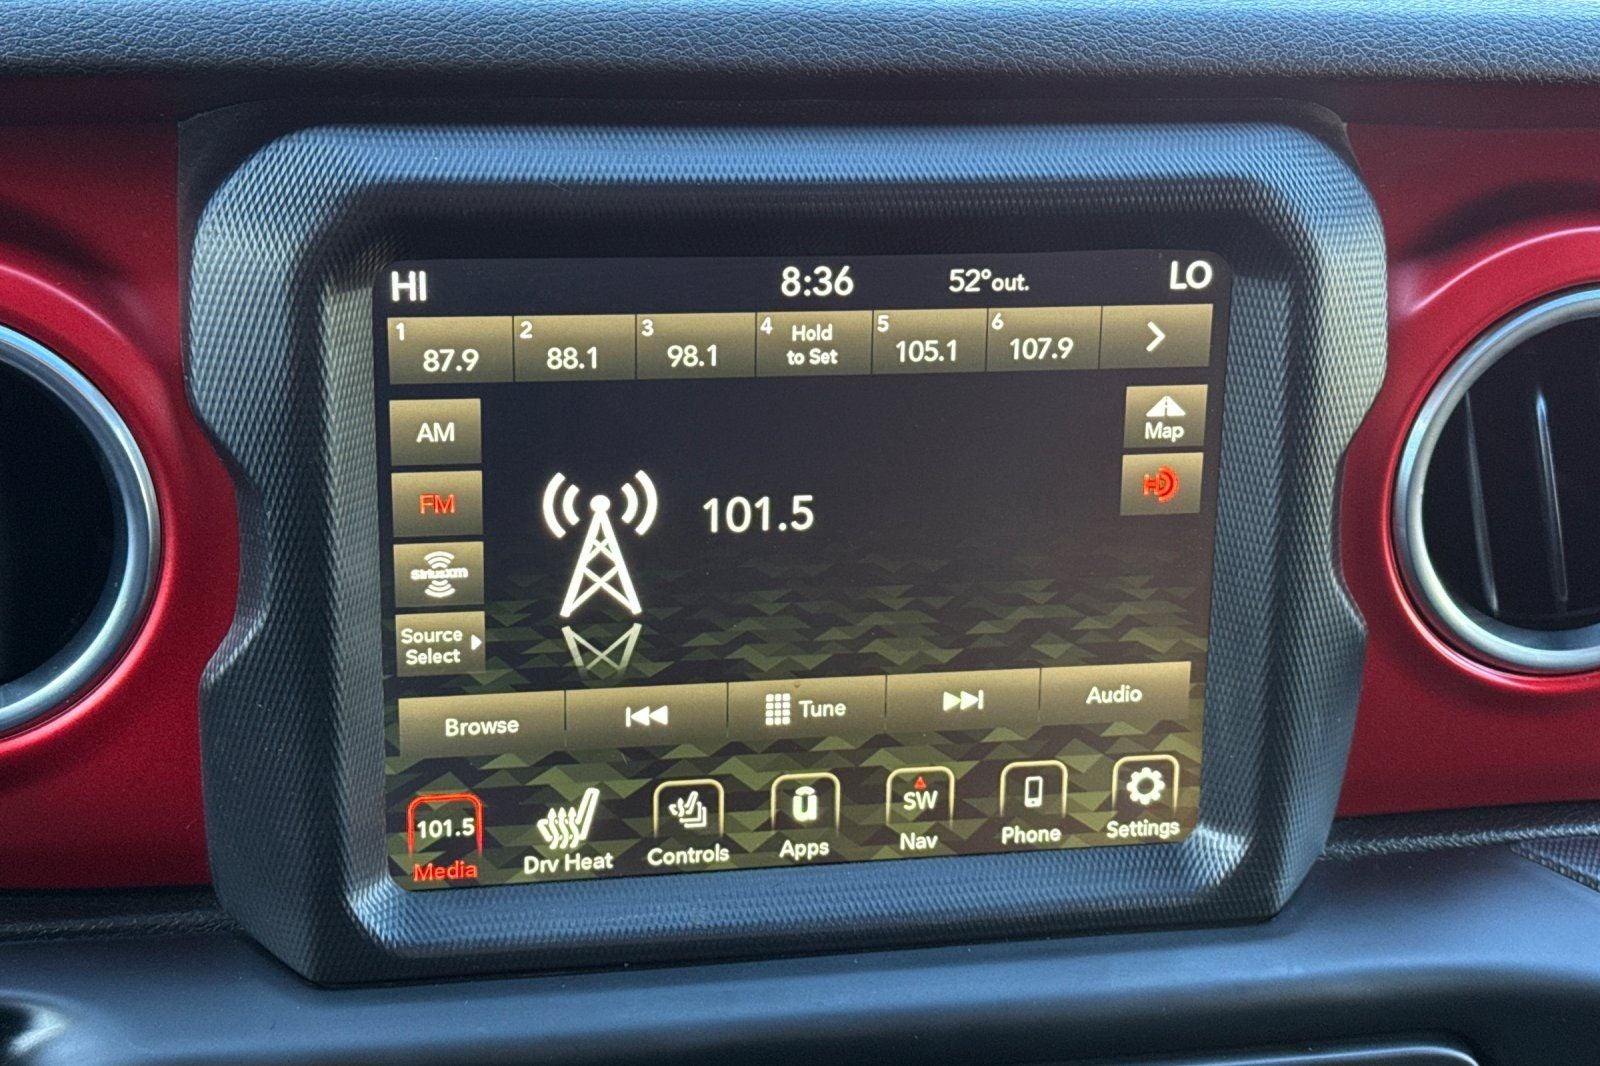 HI 8:36 52° out. LO
1 87.9 2 88.1 3 98.1 4 Hold to Set 5 105.1 6 107.9
AM
Map
FM
HD
101.5
SiriusXM
Source
Select
Browse Tune Audio
101.5 SW
Media Drv Heat Controls Apps Nav Phone Settings